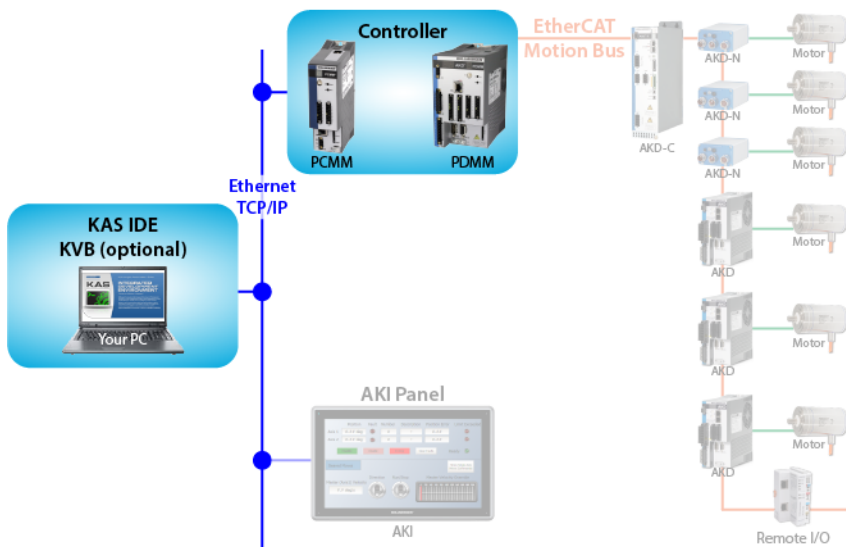 Controller
PCMM
PDMM
EtherCAT
Motion Bus
AKD-C
AKD-N
Motor
AKD-N
Motor
AKD-N
Motor
Ethernet
TCP/IP
KAS IDE
KVB (optional)
KAS
Your PC
AKD
Motor
AKD
Motor
AKD
Motor
AKI Panel
AKI
Remote I/O